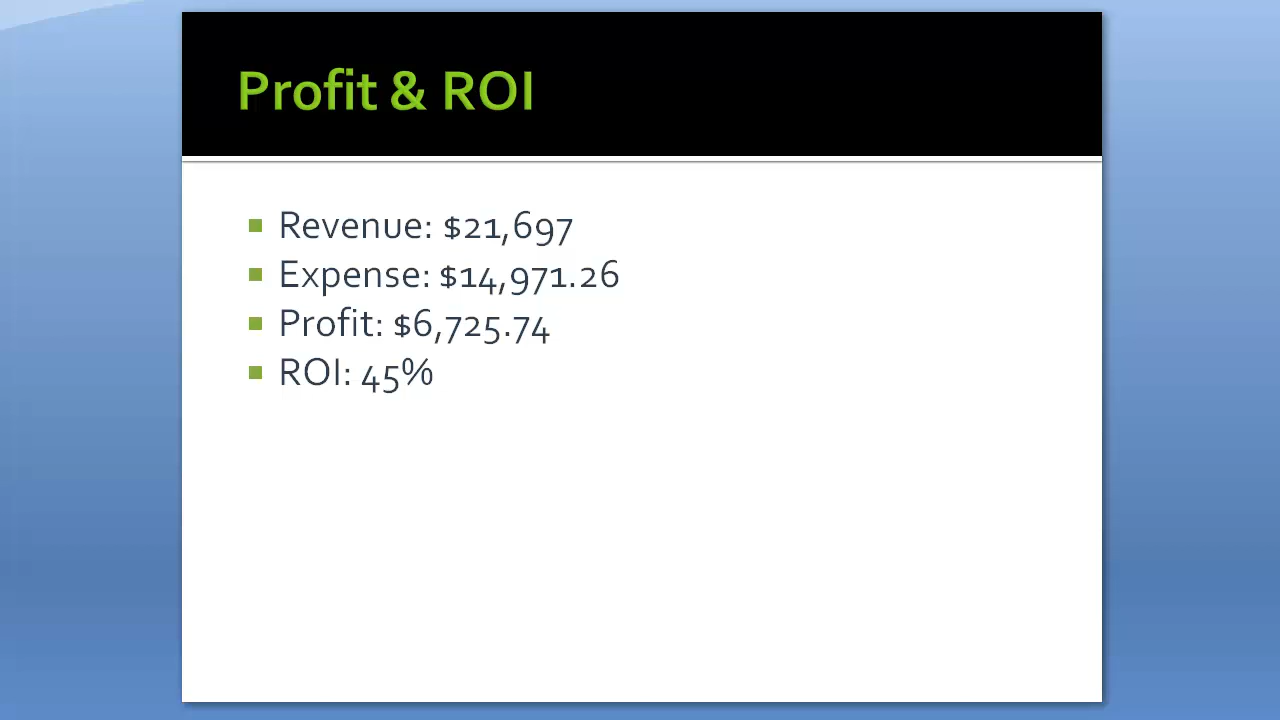 Profit & ROI
Revenue: $21,697
Expense: $14,971.26
Profit: $6,725.74
ROI: 45%